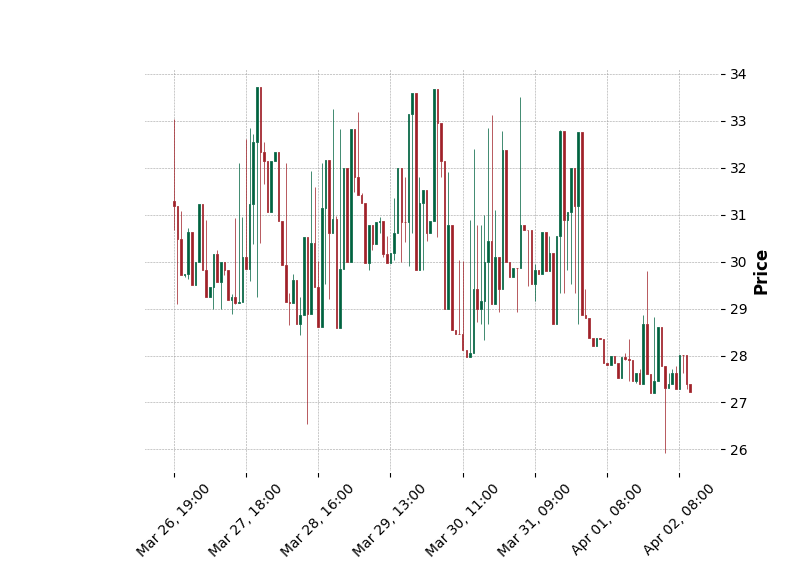 34
33
32
31
30
29
28
27
26
Price
Mar 26, 19:00
Mar 27, 18:00
Mar 28, 16:00
Mar 29, 13:00
Mar 30, 11:00
Mar 31, 09:00
Apr 01, 08:00
Apr 02, 08:00